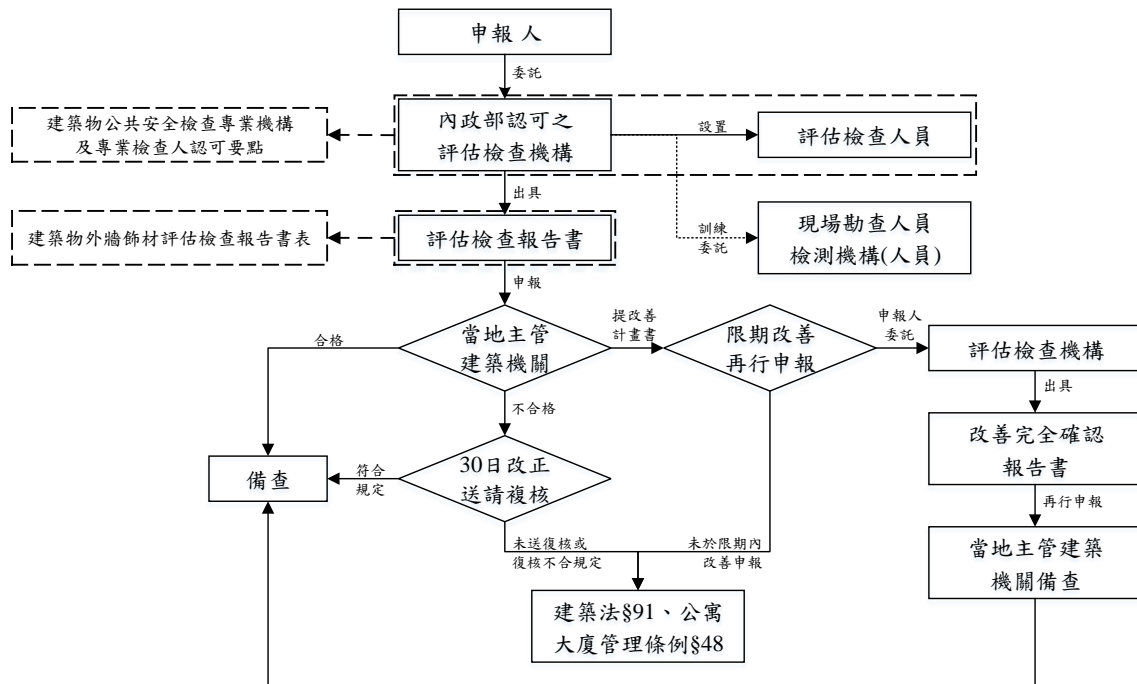 申報 人
委託
建築物公共安全檢查專業機構
及專業檢查人認可要點
內政部認可之
評估檢查機構
設置
評估檢查人員
出具
建築物外牆飾材評估檢查報告書表
評估檢查報告書
訓練
委託
現場勘查人員
檢測機構(人員)
申報
合格
當地主管
建築機關
提改善
計畫書
限期改善
再行申報
申報人
委託
評估檢查機構
出具
不合格
改善完全確認
報告書
備查
符合
規定
30日改正
送請複核
再行申報
未送復核或
復核不合規定
未於限期內
改善申報
當地主管建築
機關備查
建築法§91、公寓
大廈管理條例§48